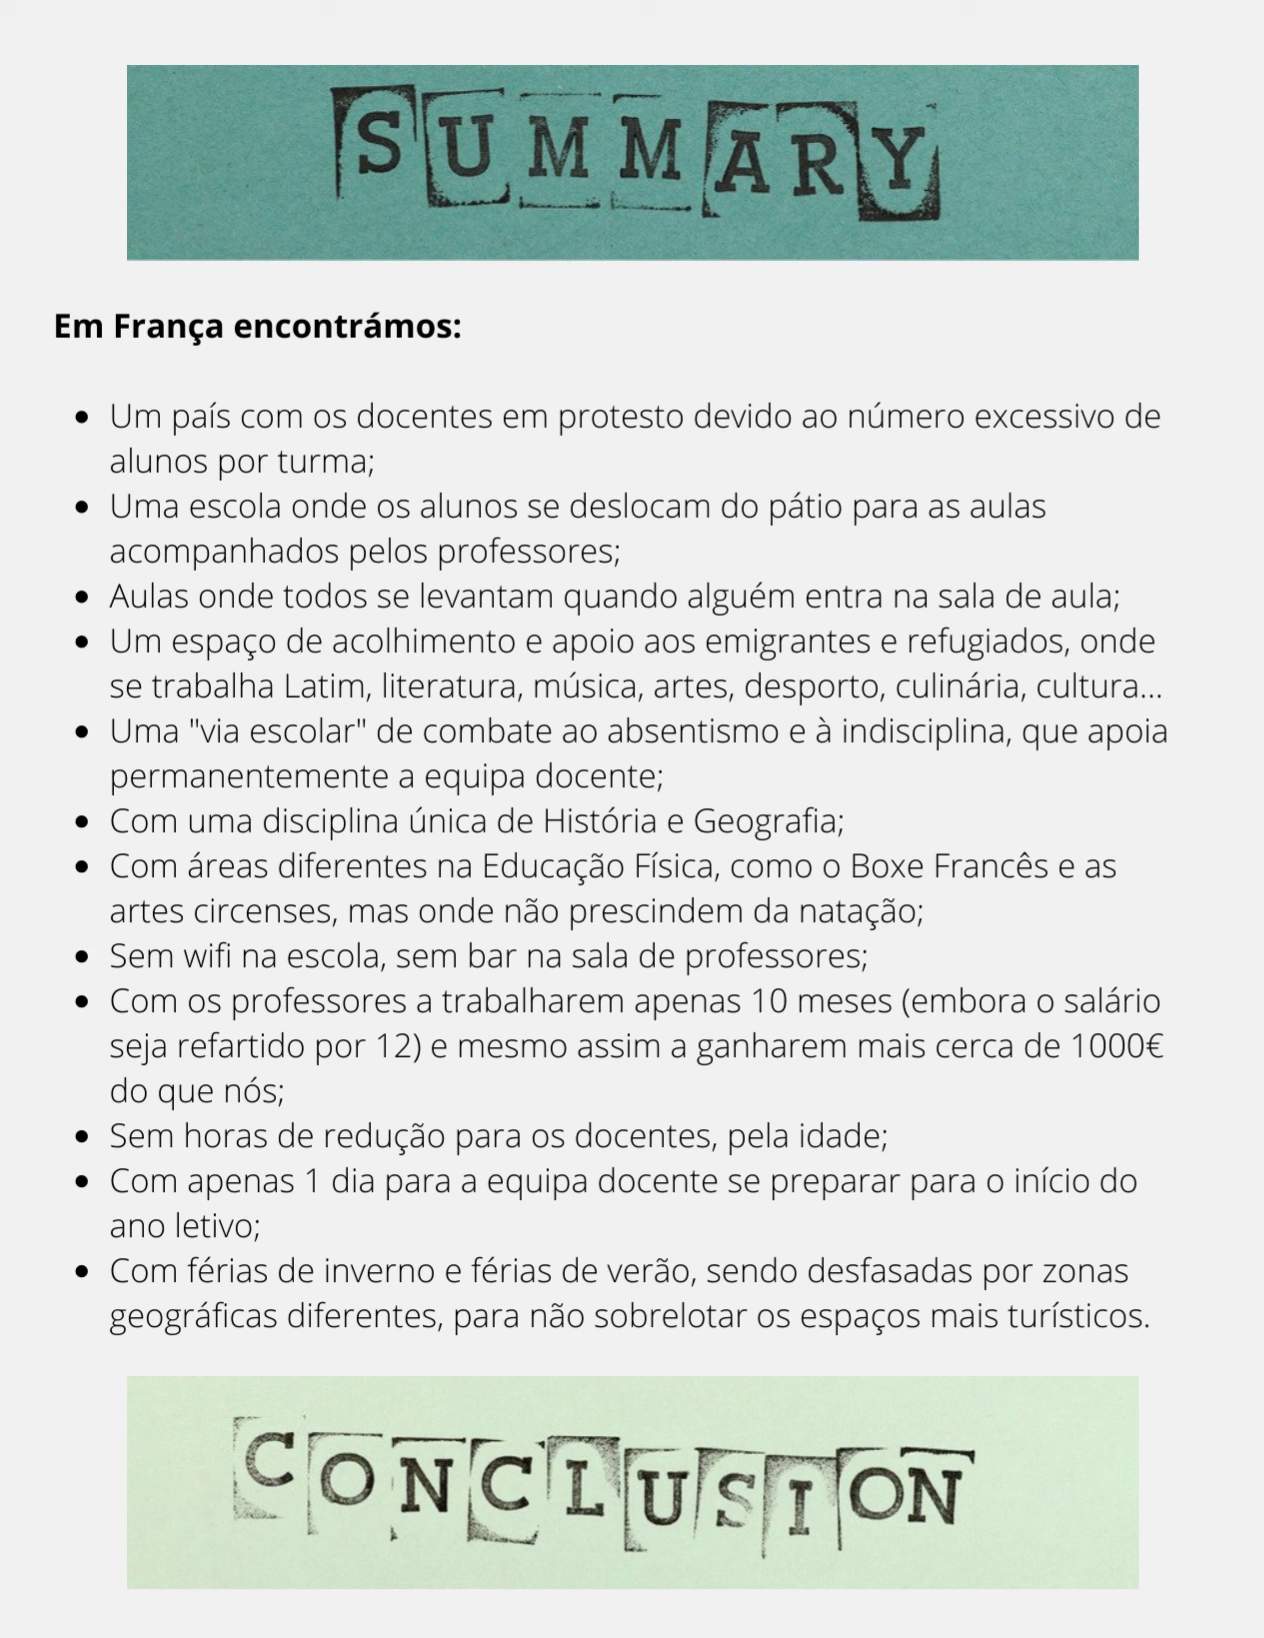 SUMMARY
Em França encontrámos:
• Um país com os docentes em protesto devido ao número excessivo de
alunos por turma;
• Uma escola onde os alunos se deslocam do pátio para as aulas
acompanhados pelos professores;
• Aulas onde todos se levantam quando alguém entra na sala de aula;
• Um espaço de acolhimento e apoio aos emigrantes e refugiados, onde
se trabalha Latim, literatura, música, artes, desporto, culinária, cultura...
• Uma "via escolar" de combate ao absentismo e à indisciplina, que apoia
permanentemente a equipa docente;
• Com uma disciplina única de História e Geografia;
• Com áreas diferentes na Educação Física, como o Boxe Francês e as
artes circenses, mas onde não prescindem da natação;
• Sem wifi na escola, sem bar na sala de professores;
• Com os professores a trabalharem apenas 10 meses (embora o salário
seja refartido por 12) e mesmo assim a ganharem mais cerca de 1000€
do que nós;
• Sem horas de redução para os docentes, pela idade;
• Com apenas 1 dia para a equipa docente se preparar para o início do
ano letivo;
• Com férias de inverno e férias de verão, sendo desfasadas por zonas
geográficas diferentes, para não sobrelotar os espaços mais turísticos.
CONCLUSION